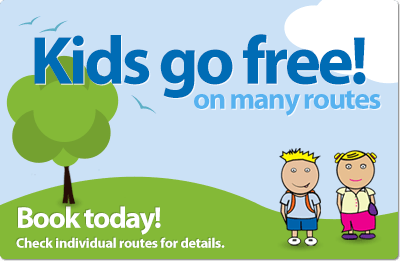 Kids go free!
on many routes
Book today!
Check individual routes for details.